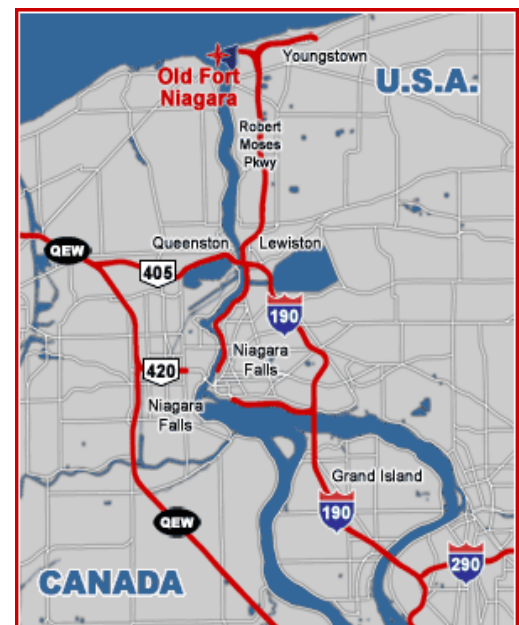 Youngstown
Old Fort
Niagara
U.S.A.
Robert
Moses
Pkwy
QEW
Queenston
Lewiston
405
190
Niagara
Falls
420
Niagara
Falls
Grand Island
190
QEW
290
CANADA